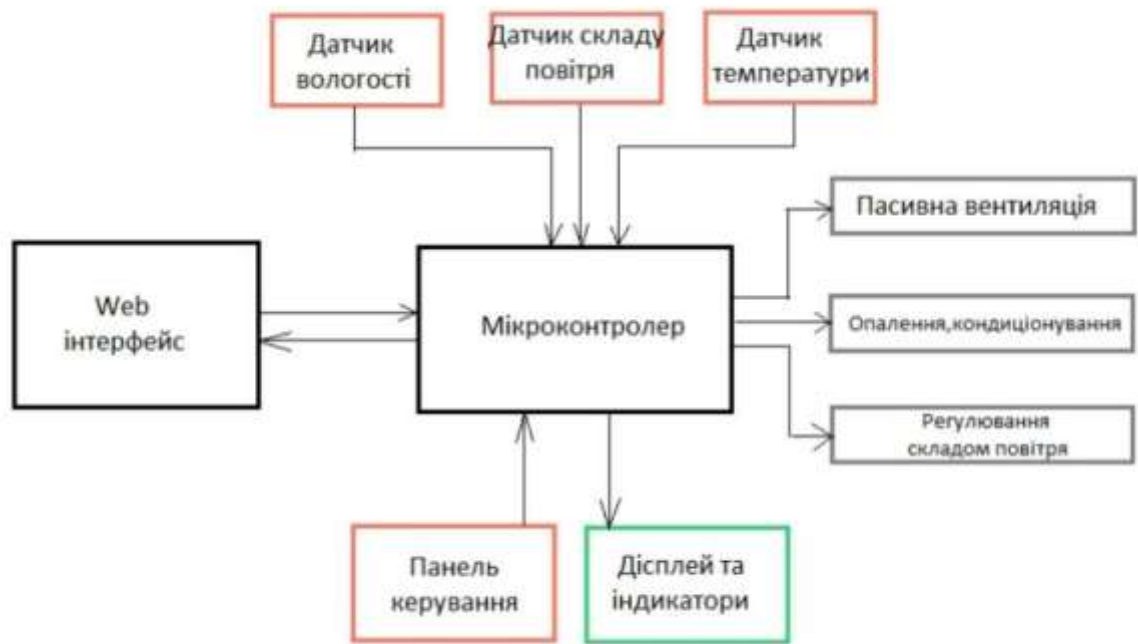 Датчик
вологості
Датчик складу
повітря
Датчик
температури
Пасивна вентиляція
Web
інтерфейс
Мікроконтролер
Опалення,кондиціонування
Регулювання
складом повітря
Панель
керування
Дісплей та
індикатори